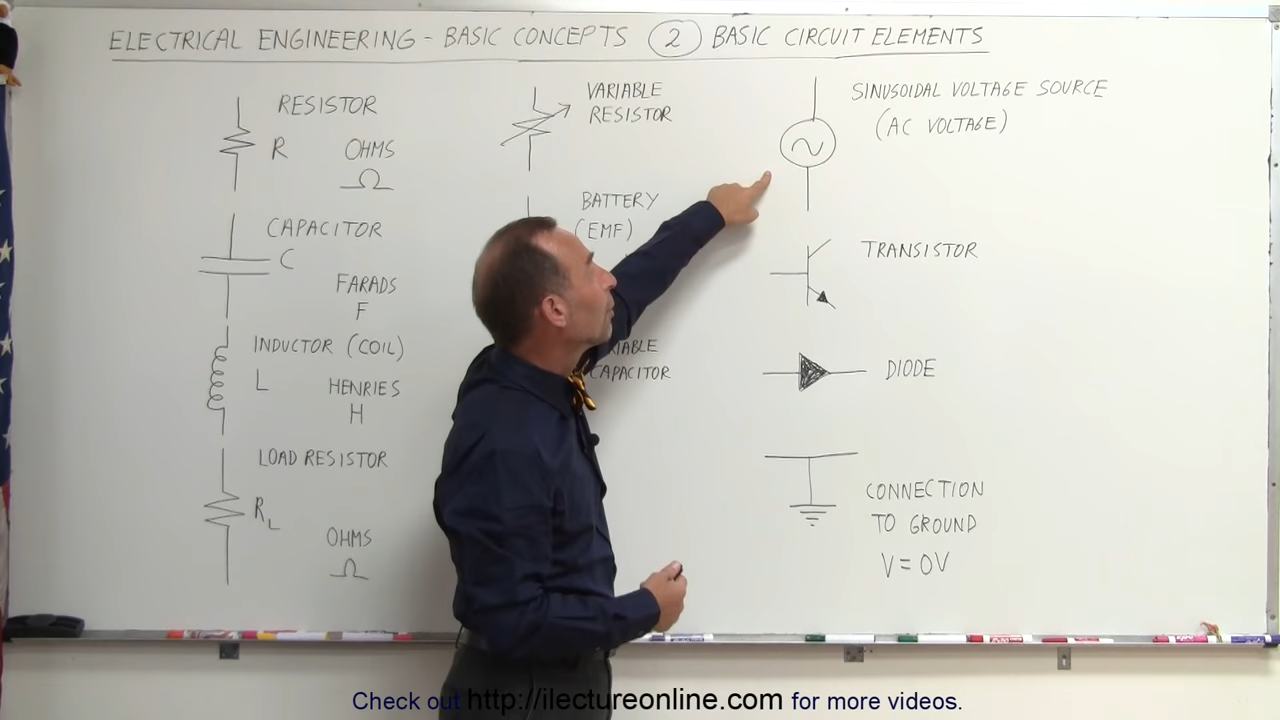 ELECTRICAL ENGINEERING - BASIC CONCEPTS 2 BASIC CIRCUIT ELEMENTS
RESISTOR
R OHMS
Ω
CAPACITOR
C
FARADS
F
INDUCTOR (COIL)
L HENRIES
H
LOAD RESISTOR
R_L
OHMS
Ω
VARIABLE
RESISTOR
BATTERY
(EMF)
CAPACITOR
SINUSOIDAL VOLTAGE SOURCE
(AC VOLTAGE)
TRANSISTOR
DIODE
CONNECTION
TO GROUND
V = 0V
Check out http://ilectureonline.com for more videos.